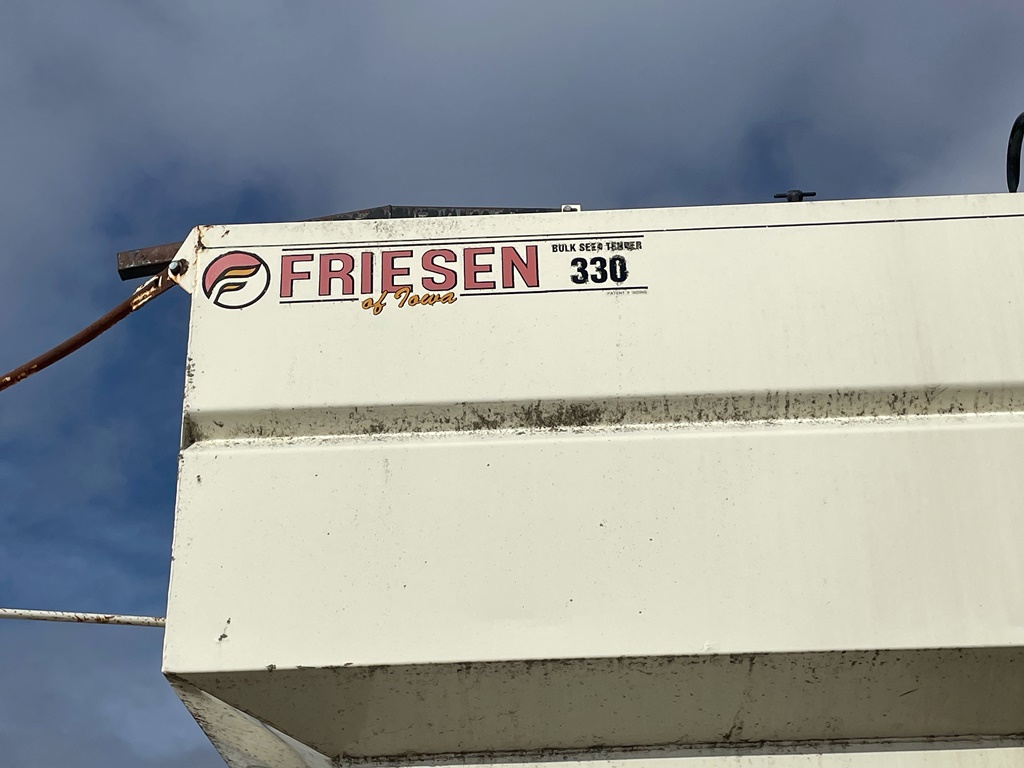 FRIESEN
of Iowa
BULK SEED TENDER
330